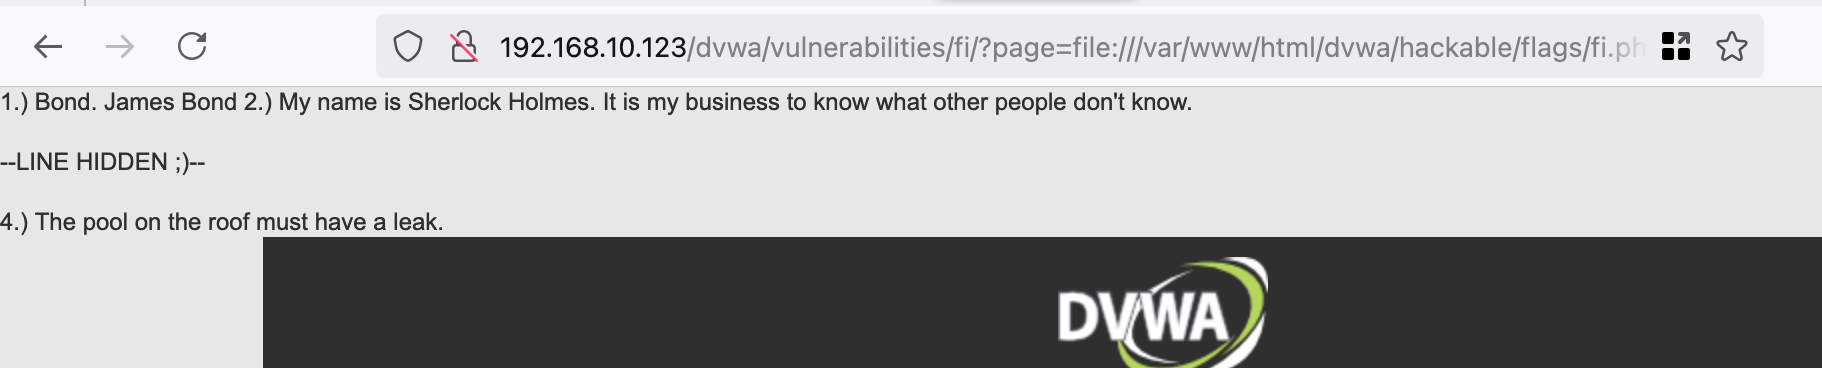 192.168.10.123/dvwa/vulnerabilities/fi/?page=file:///var/www/html/dvwa/hackable/flags/fi.ph
1.) Bond. James Bond 2.) My name is Sherlock Holmes. It is my business to know what other people don't know.
--LINE HIDDEN ;)--
4.) The pool on the roof must have a leak.
DVWA